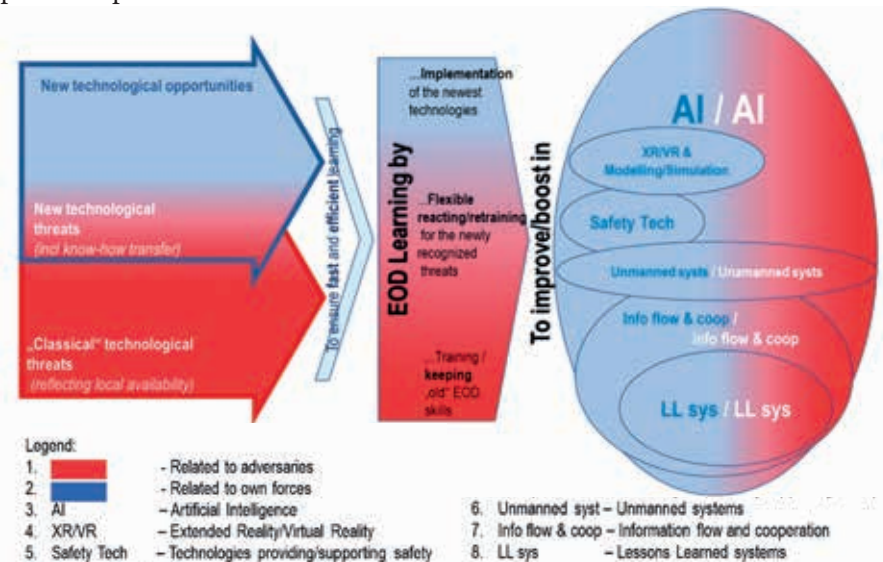 New technological opportunities
New technological
threats
(incl know-how transfer)
„Classical“ technological
threats
(reflecting local availability)
To ensure fast and efficient learning
EOD Learning by
...Implementation
of the newest
technologies
...Flexible
reacting/retraining
for the newly
recognized
threats
...Training /
keeping
„old“ EOD
skills
To improve/boost in
AI / AI
XR/VR &
Modelling/Simulation
Safety Tech
Unmanned systs / Unamanned systs
Info flow & coop /
Info flow & coop
LL sys / LL sys
Legend:
1. - Related to adversaries
2. - Related to own forces
3. AI – Artificial Intelligence
4. XR/VR – Extended Reality/Virtual Reality
5. Safety Tech – Technologies providing/supporting safety
6. Unmanned syst – Unmanned systems
7. Info flow & coop – Information flow and cooperation
8. LL sys – Lessons Learned systems